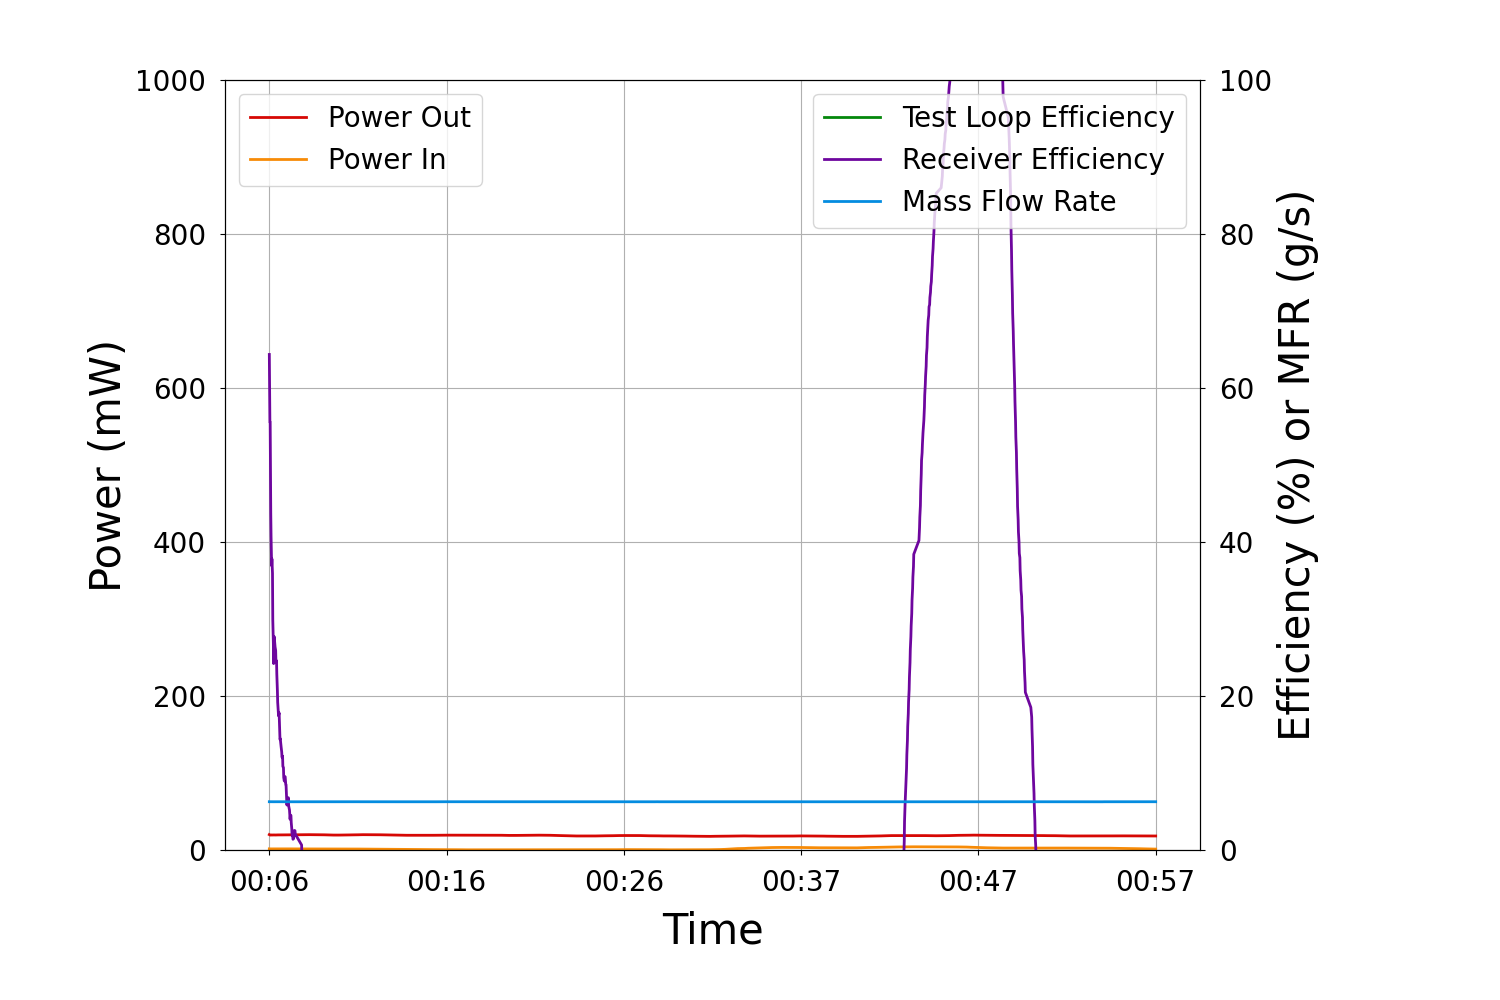 1000
800
600
400
200
0
Power (mW)
Power Out
Power In
Test Loop Efficiency
Receiver Efficiency
Mass Flow Rate
100
80
60
40
20
0
Efficiency (%) or MFR (g/s)
00:06 00:16 00:26 00:37 00:47 00:57
Time